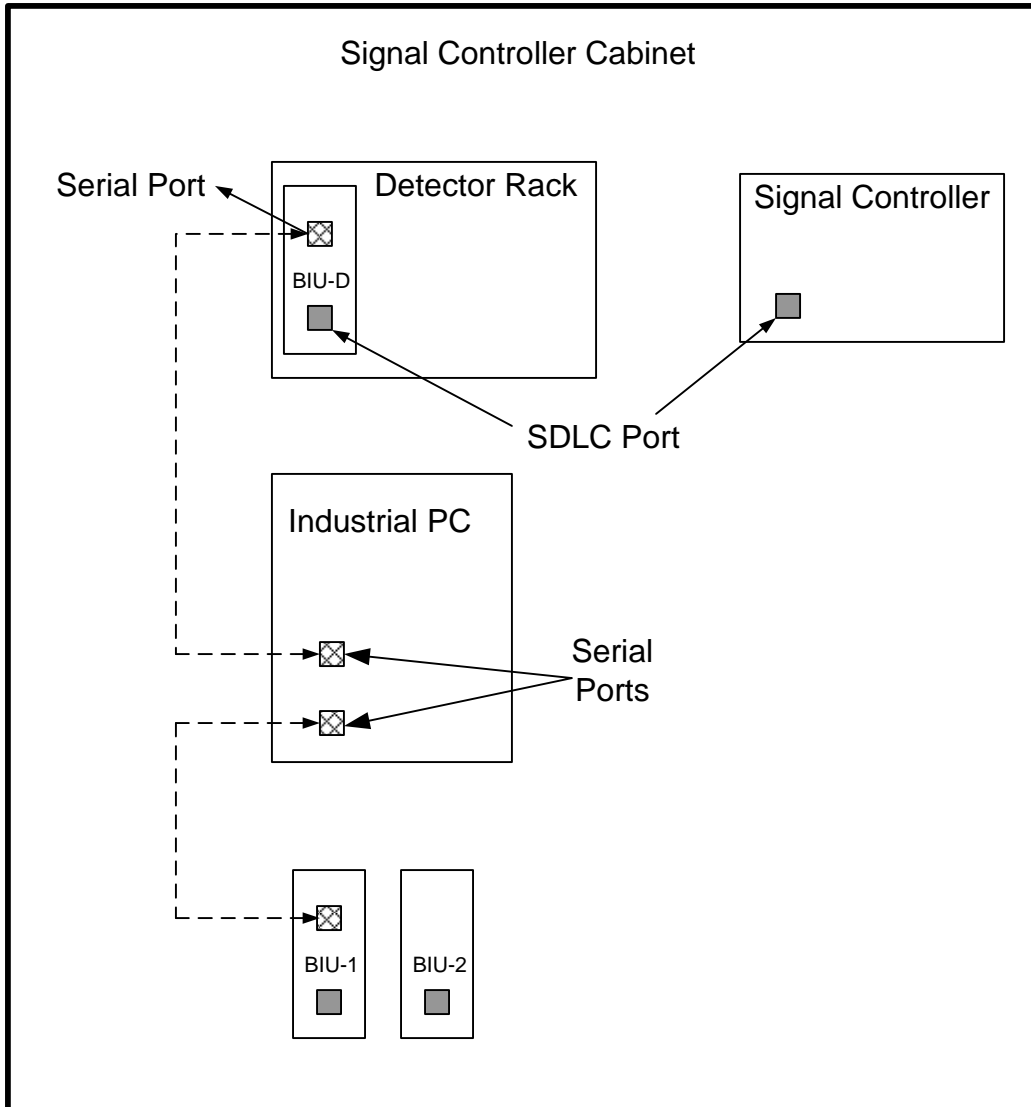 Signal Controller Cabinet
Serial Port
Detector Rack
BIU-D
Signal Controller
SDLC Port
Industrial PC
Serial
Ports
BIU-1
BIU-2